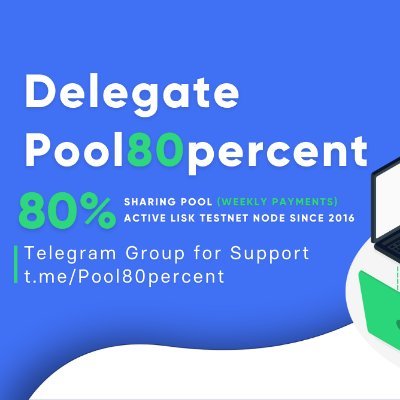 Delegate
Pool80percent
80% SHARING POOL (WEEKLY PAYMENTS)
ACTIVE LISK TESTNET NODE SINCE 2016
Telegram Group for Support
t.me/Pool80percent